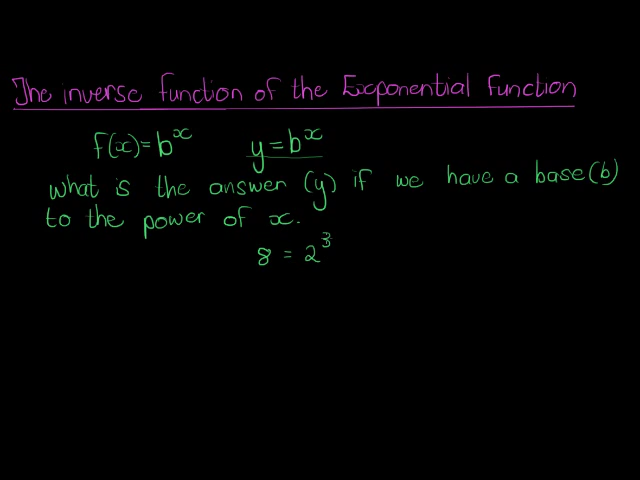 The inverse function of the Exponential Function
f(x) = b^x y = b^x
what is the answer (y) if we have a base (b)
to the power of x.
8 = 2^3